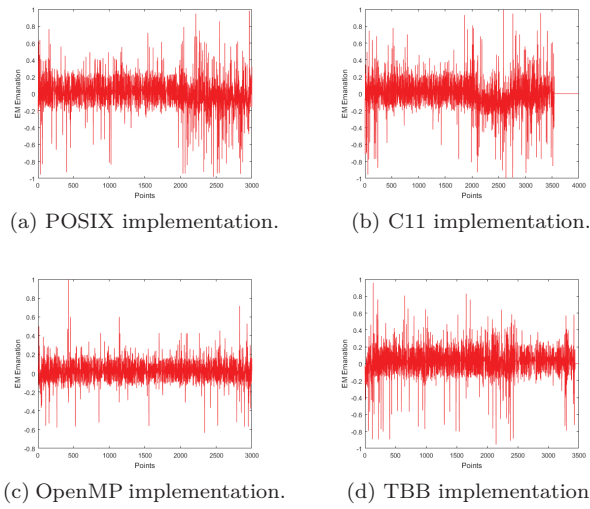 1
0.8
0.6
0.4
0.2
0
-0.2
-0.4
-0.6
-0.8
-1
EM Emanation
0 500 1000 1500 2000 2500 3000
Points
(a) POSIX implementation.
1
0.8
0.6
0.4
0.2
0
-0.2
-0.4
-0.6
-0.8
-1
EM Emanation
0 500 1000 1500 2000 2500 3000 3500 4000
Points
(b) C11 implementation.
1
0.8
0.6
0.4
0.2
0
-0.2
-0.4
-0.6
-0.8
EM Emanation
0 500 1000 1500 2000 2500 3000
Points
(c) OpenMP implementation.
1
0.8
0.6
0.4
0.2
0
-0.2
-0.4
-0.6
-0.8
-1
EM Emanation
0 500 1000 1500 2000 2500 3000 3500
Points
(d) TBB implementation